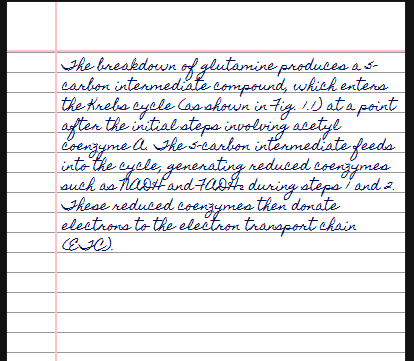 The breakdown of glutamine produces a 5-
carbon intermediate compound, which enters
the Krebs cycle (as shown in Fig. 1.1) at a point
after the initial steps involving acetyl
coenzyme A. The 5-carbon intermediate feeds
into the cycle, generating reduced coenzymes
such as NADH and FADH₂ during steps 1 and 2.
These reduced coenzymes then donate
electrons to the electron transport chain
(ETC).